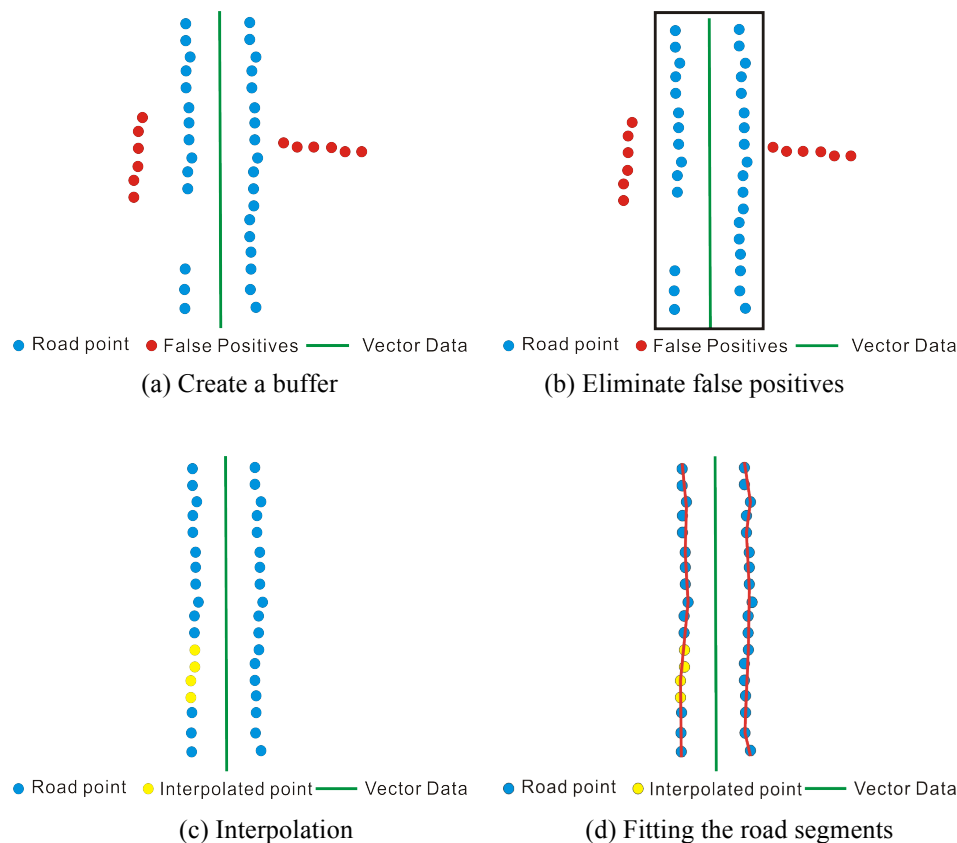 Road point False Positives Vector Data
(a) Create a buffer
Road point False Positives Vector Data
(b) Eliminate false positives
Road point Interpolated point Vector Data
(c) Interpolation
Road point Interpolated point Vector Data
(d) Fitting the road segments